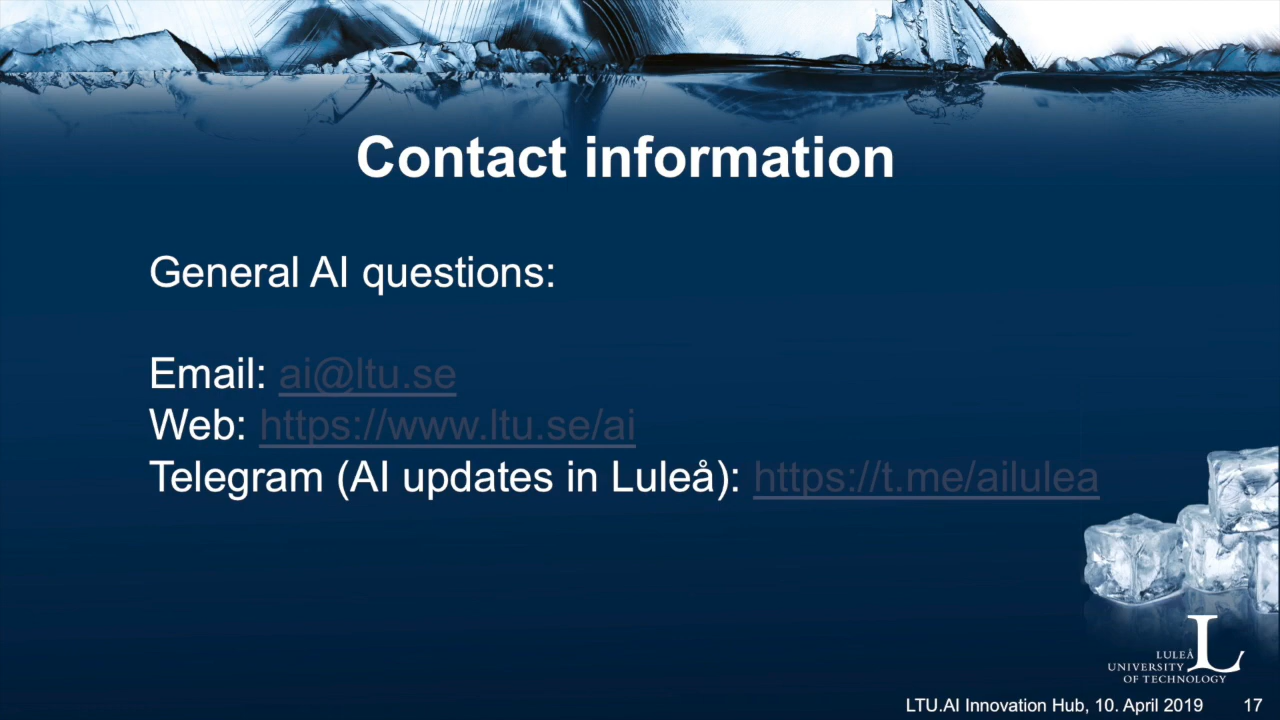 Contact information
General AI questions:
Email: ai@ltu.se
Web: https://www.ltu.se/ai
Telegram (AI updates in Luleå): https://t.me/ailulea
LULEÅ
UNIVERSITY
OF TECHNOLOGY
L
LTU.AI Innovation Hub, 10. April 2019 17